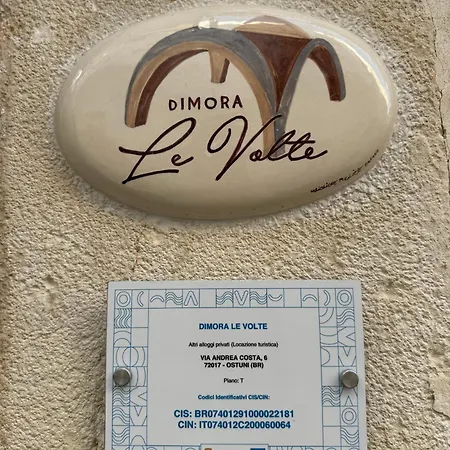 DIMORA
Le Volte
DIMORA LE VOLTE
Altri alloggi privati (Locazione turistica)
VIA ANDREA COSTA, 6
72017 - OSTUNI (BR)
Piano: T
Codici Identificativi CIS/CIN:
CIS: BR07401291000022181
CIN: IT074012C200060064